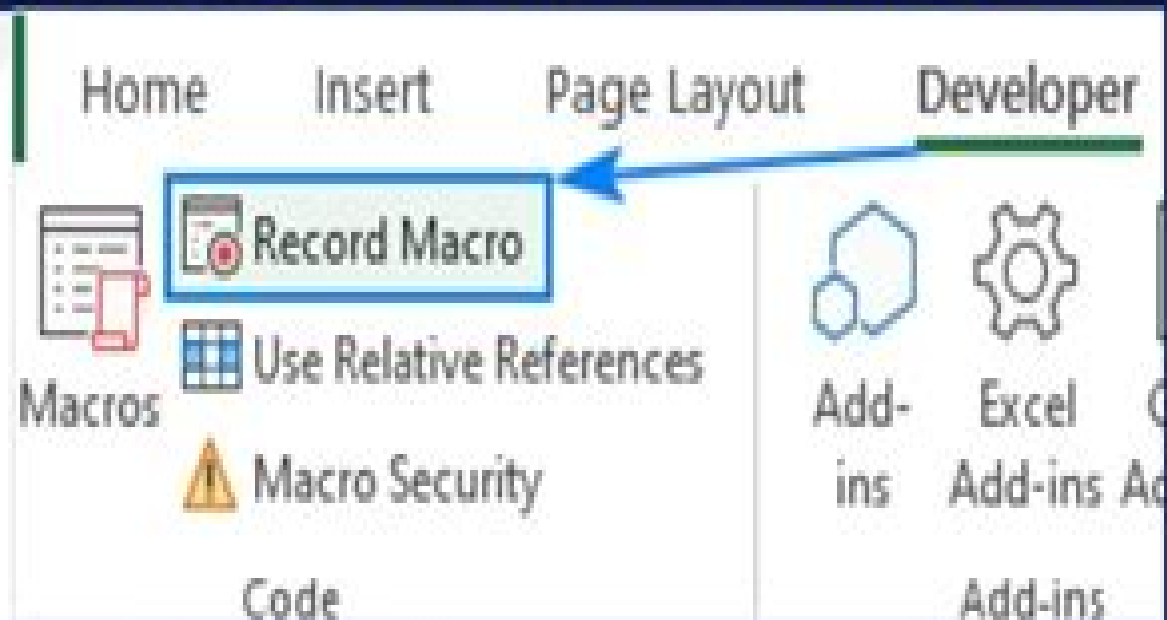 Home Insert Page Layout Developer
Record Macro
Use Relative References
Macros
Macro Security
Code
Add-
ins
Excel
Add-ins
Add-ins